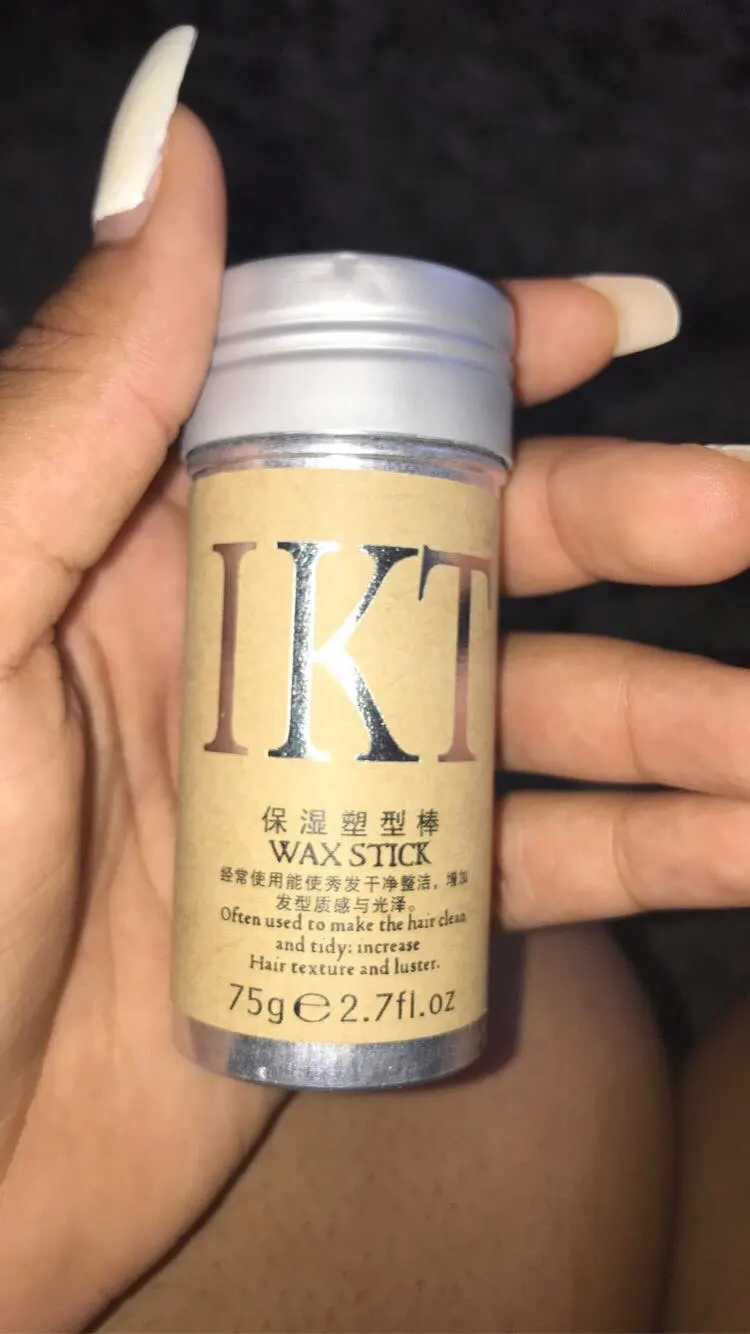 IKT
保湿塑型棒
WAX STICK
经常使用能使秀发干净整洁，增加
发型质感与光泽。
Often used to make the hair clean
and tidy: increase
Hair texture and luster.
75g℮2.7fl.oz